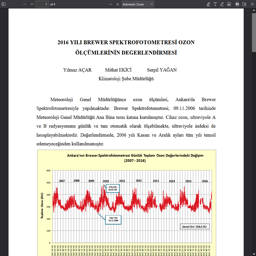 2016 YILI BREWER SPEKTROFOTOMETRESİ OZON
ÖLÇÜMLERİNİN DEĞERLENDİRMESİ
Yılmaz AÇAR Mithat EKİCİ Serpil YAĞAN
Klimatoloji Şube Müdürlüğü
Meteoroloji Genel Müdürlüğünce ozon ölçümleri, Ankara'da Brewer
Spektrofotometresiyle yapılmaktadır. Brewer Spektrofotometresi, 09.11.2006 tarihinde
Meteoroloji Genel Müdürlüğü Ana Bina teras katına kurulmuştur. Cihaz ozon, ultraviyole A
ve B radyasyonunu günlük ve tam otomatik olarak ölçebilmekte, ultraviyole indeksi de
hesaplayabilmektedir. Değerlendirmede, 2006 yılı Kasım ve Aralık ayları tüm yılı temsil
edemeyeceğinden kullanılmamıştır.
Ankara'nın Brewer Spektrofotometresi Günlük Toplam Ozon Değerlerindeki Değişim
(2007 - 2016)
2007 2008 2009 2010 2011 2012 2013 2014 2015 2016